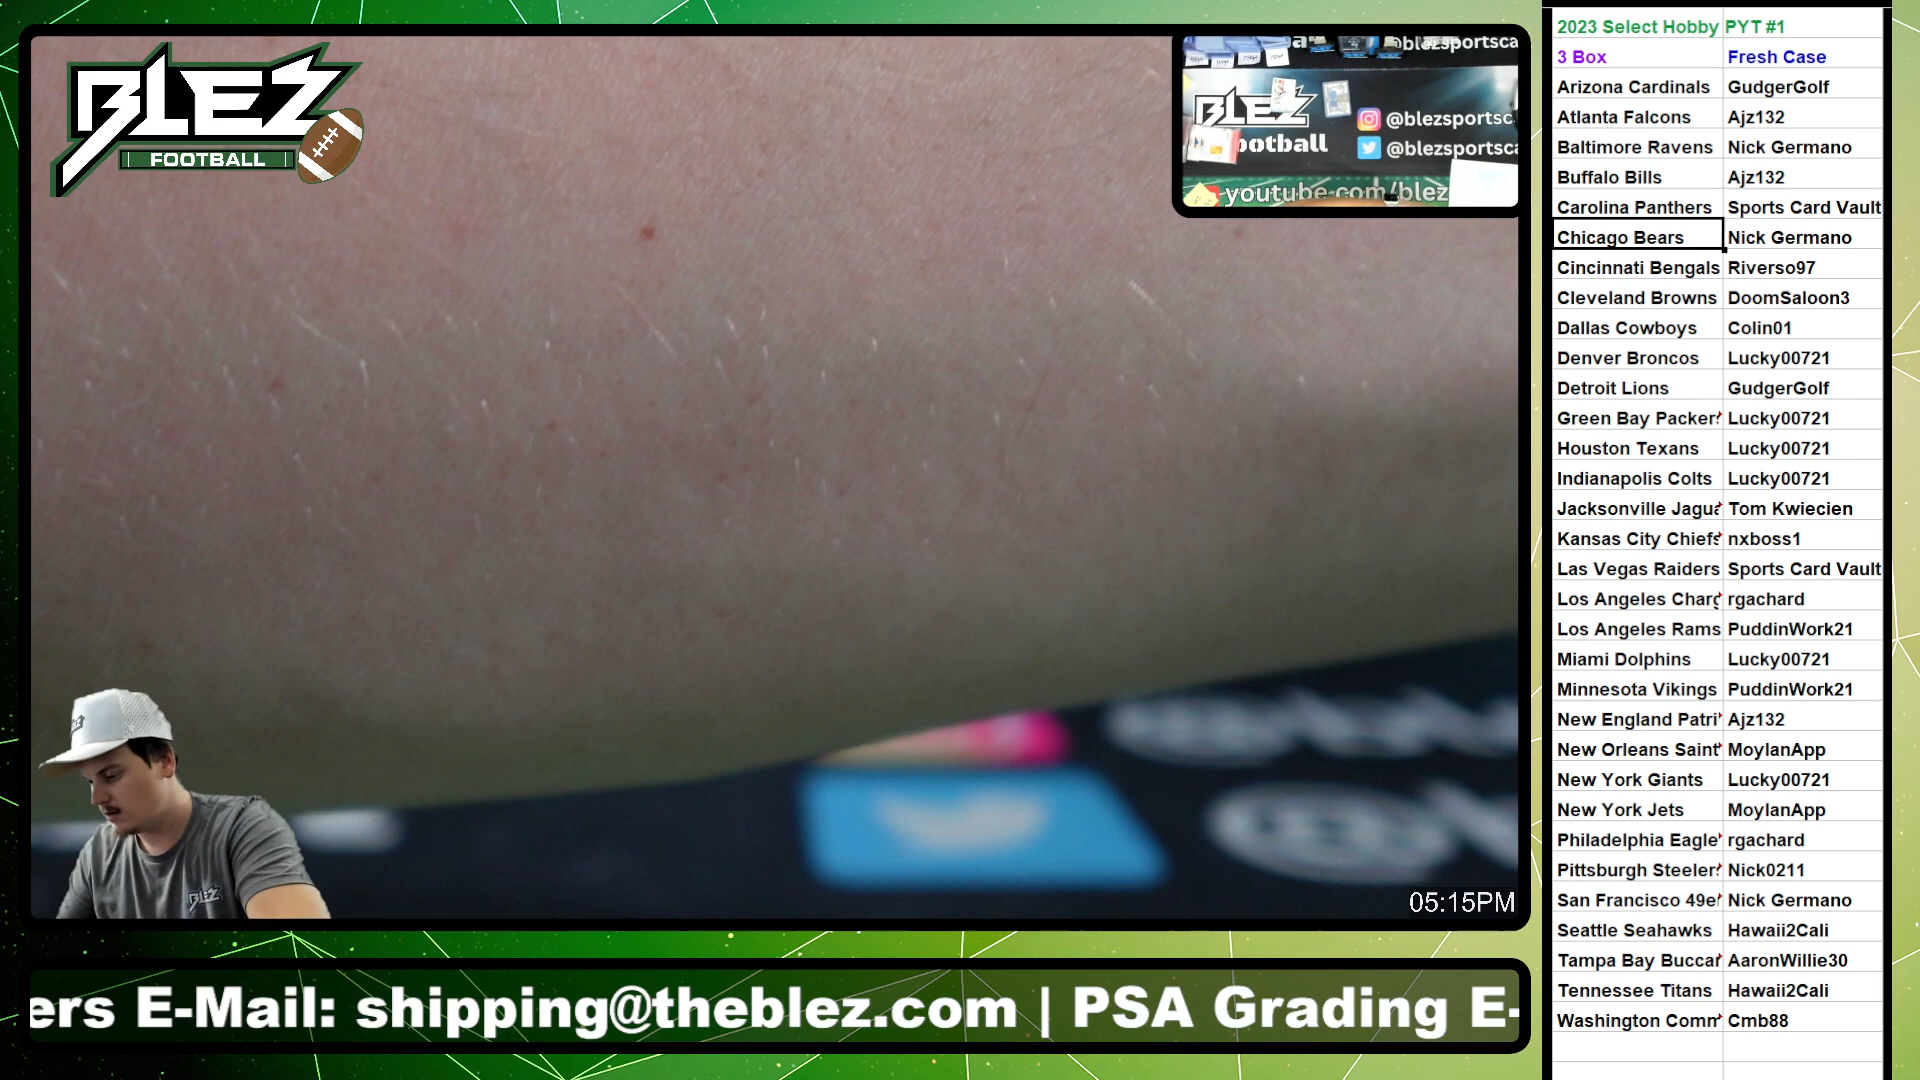 BLEZ
FOOTBALL
@blezsportsca
BLEZ
ootball
@blezsportsc
@blezsportsca
youtube.com/blez
BLEZ
05:15PM
ers E-Mail: shipping@theblez.com | PSA Grading E-
2023 Select Hobby PYT #1
3 Box Fresh Case
Arizona Cardinals GudgerGolf
Atlanta Falcons Ajz132
Baltimore Ravens Nick Germano
Buffalo Bills Ajz132
Carolina Panthers Sports Card Vault
Chicago Bears Nick Germano
Cincinnati Bengals Riverso97
Cleveland Browns DoomSaloon3
Dallas Cowboys Colin01
Denver Broncos Lucky00721
Detroit Lions GudgerGolf
Green Bay Packer Lucky00721
Houston Texans Lucky00721
Indianapolis Colts Lucky00721
Jacksonville Jagua Tom Kwiecien
Kansas City Chiefs nxboss1
Las Vegas Raiders Sports Card Vault
Los Angeles Charg rgachard
Los Angeles Rams PuddinWork21
Miami Dolphins Lucky00721
Minnesota Vikings PuddinWork21
New England Patri Ajz132
New Orleans Saint MoylanApp
New York Giants Lucky00721
New York Jets MoylanApp
Philadelphia Eagle rgachard
Pittsburgh Steeler Nick0211
San Francisco 49er Nick Germano
Seattle Seahawks Hawaii2Cali
Tampa Bay Buccar AaronWillie30
Tennessee Titans Hawaii2Cali
Washington Comm Cmb88